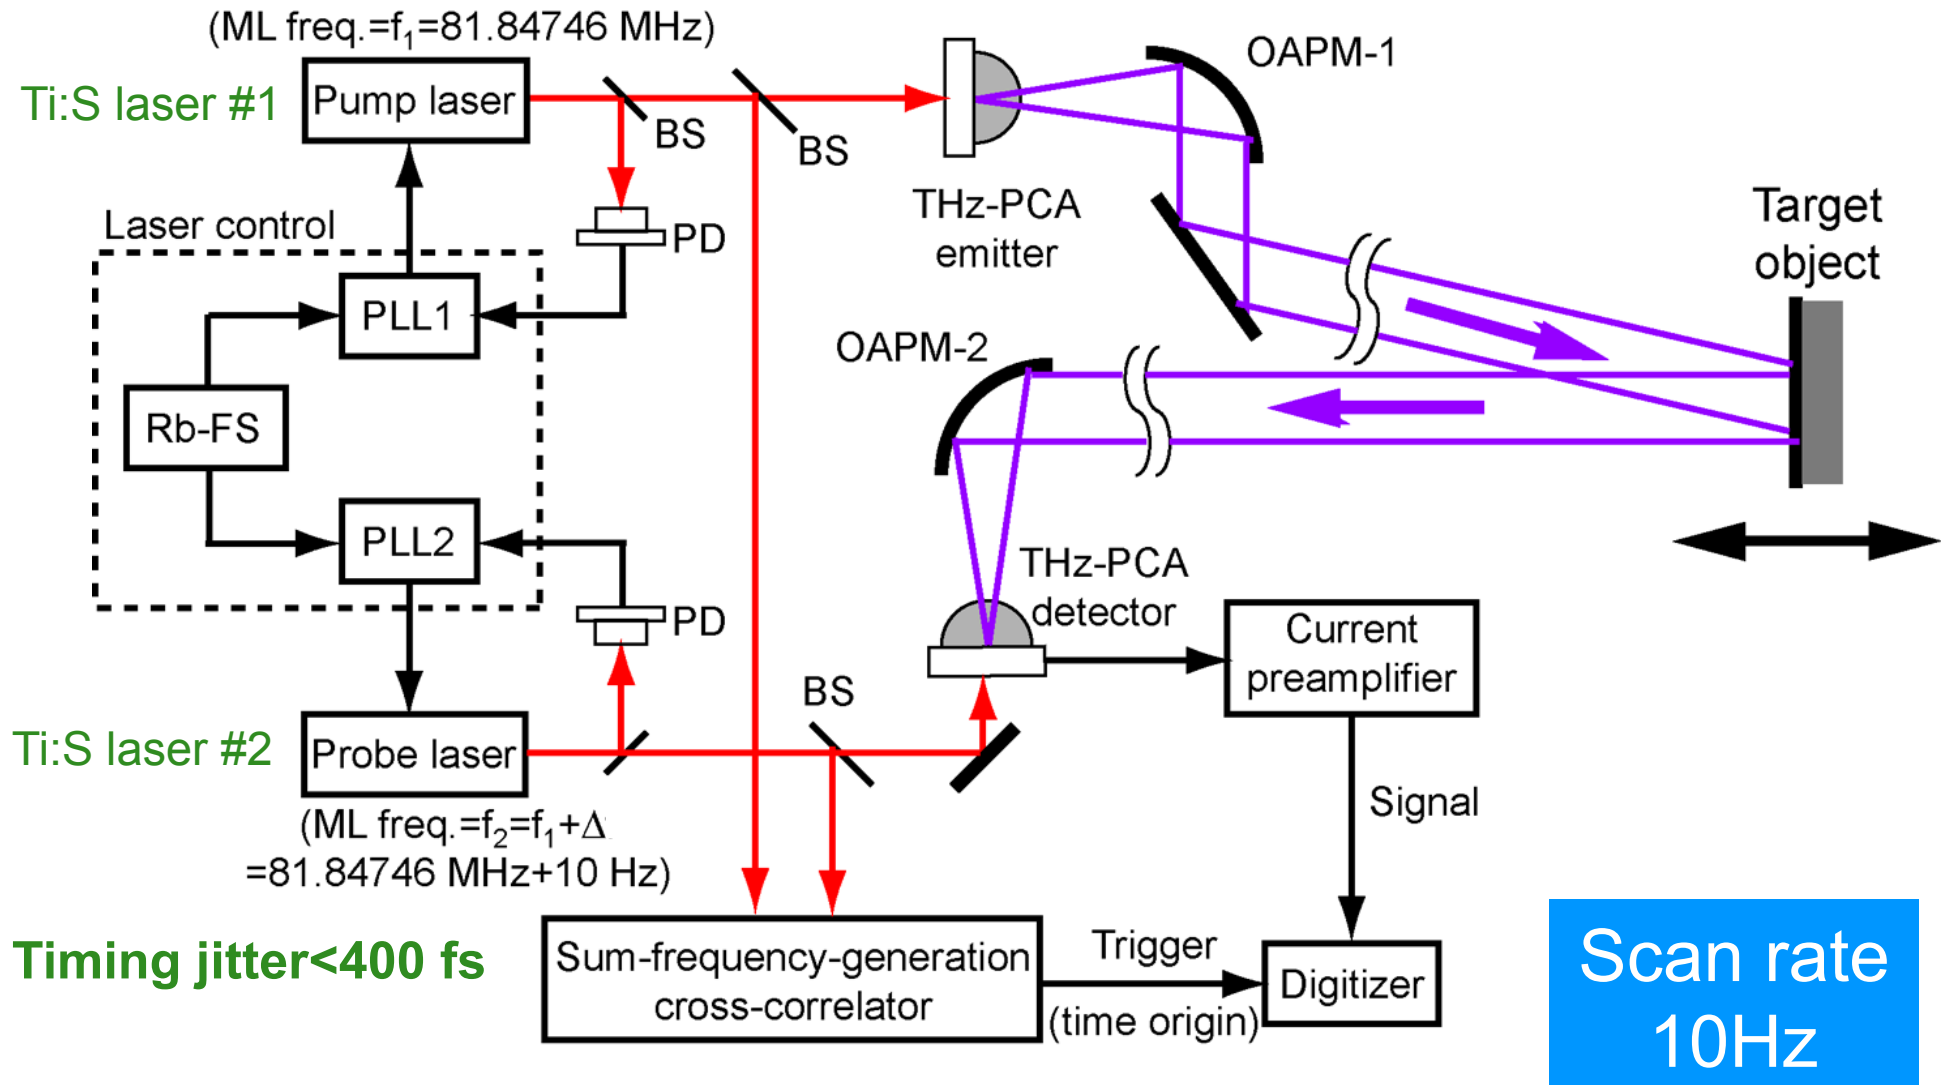 (ML freq.=f1=81.84746 MHz)
Ti:S laser #1
Pump laser
BS
BS
OAPM-1
THz-PCA
emitter
PD
Laser control
PLL1
Rb-FS
PLL2
PD
Target
object
OAPM-2
THz-PCA
detector
Current
preamplifier
BS
Ti:S laser #2
Probe laser
(ML freq.=f2=f1+Δ
=81.84746 MHz+10 Hz)
Signal
Timing jitter<400 fs
Sum-frequency-generation
cross-correlator
Trigger
(time origin)
Digitizer
Scan rate
10Hz